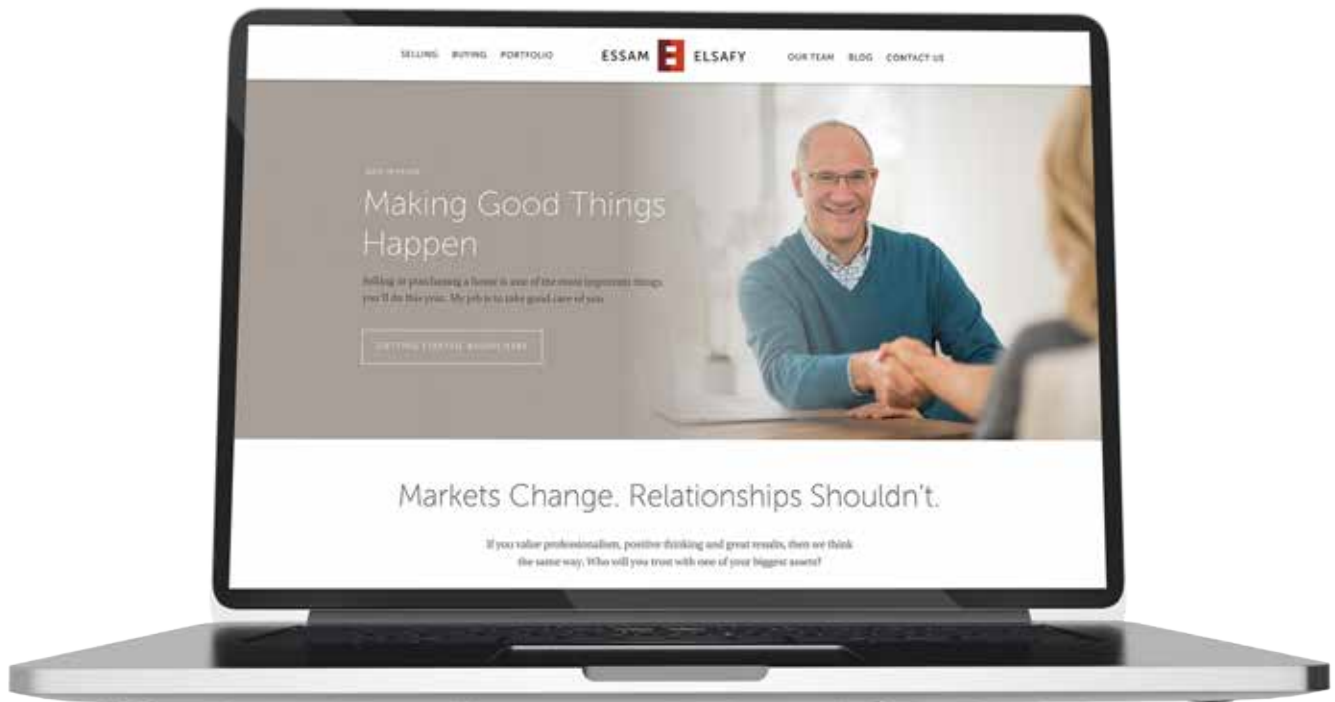 SELLING BUYING PORTFOLIO ESSAM ELSAFY OUR TEAM BLOG CONTACT US
Making Good Things
Happen
Selling or purchasing a home is one of the most important things
you'll do this year. My job is to take good care of you
Markets Change. Relationships Shouldn't.
If you value professionalism, positive thinking and great results, then we think
the same way. Who will you trust with one of your biggest assets?